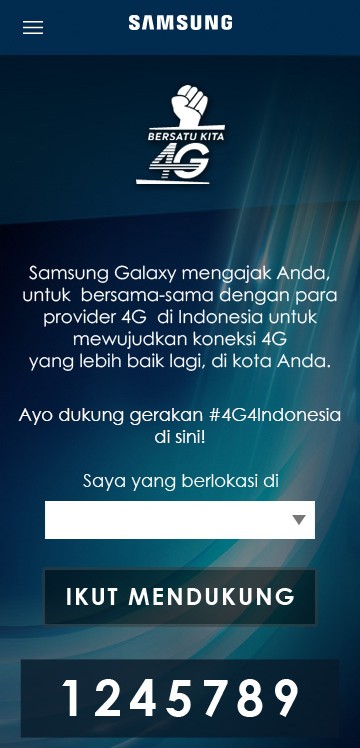 SAMSUNG
BERSATU KITA
4G
Samsung Galaxy mengajak Anda,
untuk bersama-sama dengan para
provider 4G di Indonesia untuk
mewujudkan koneksi 4G
yang lebih baik lagi, di kota Anda.
Ayo dukung gerakan #4G4Indonesia
di sini!
Saya yang berlokasi di
IKUT MENDUKUNG
1245789